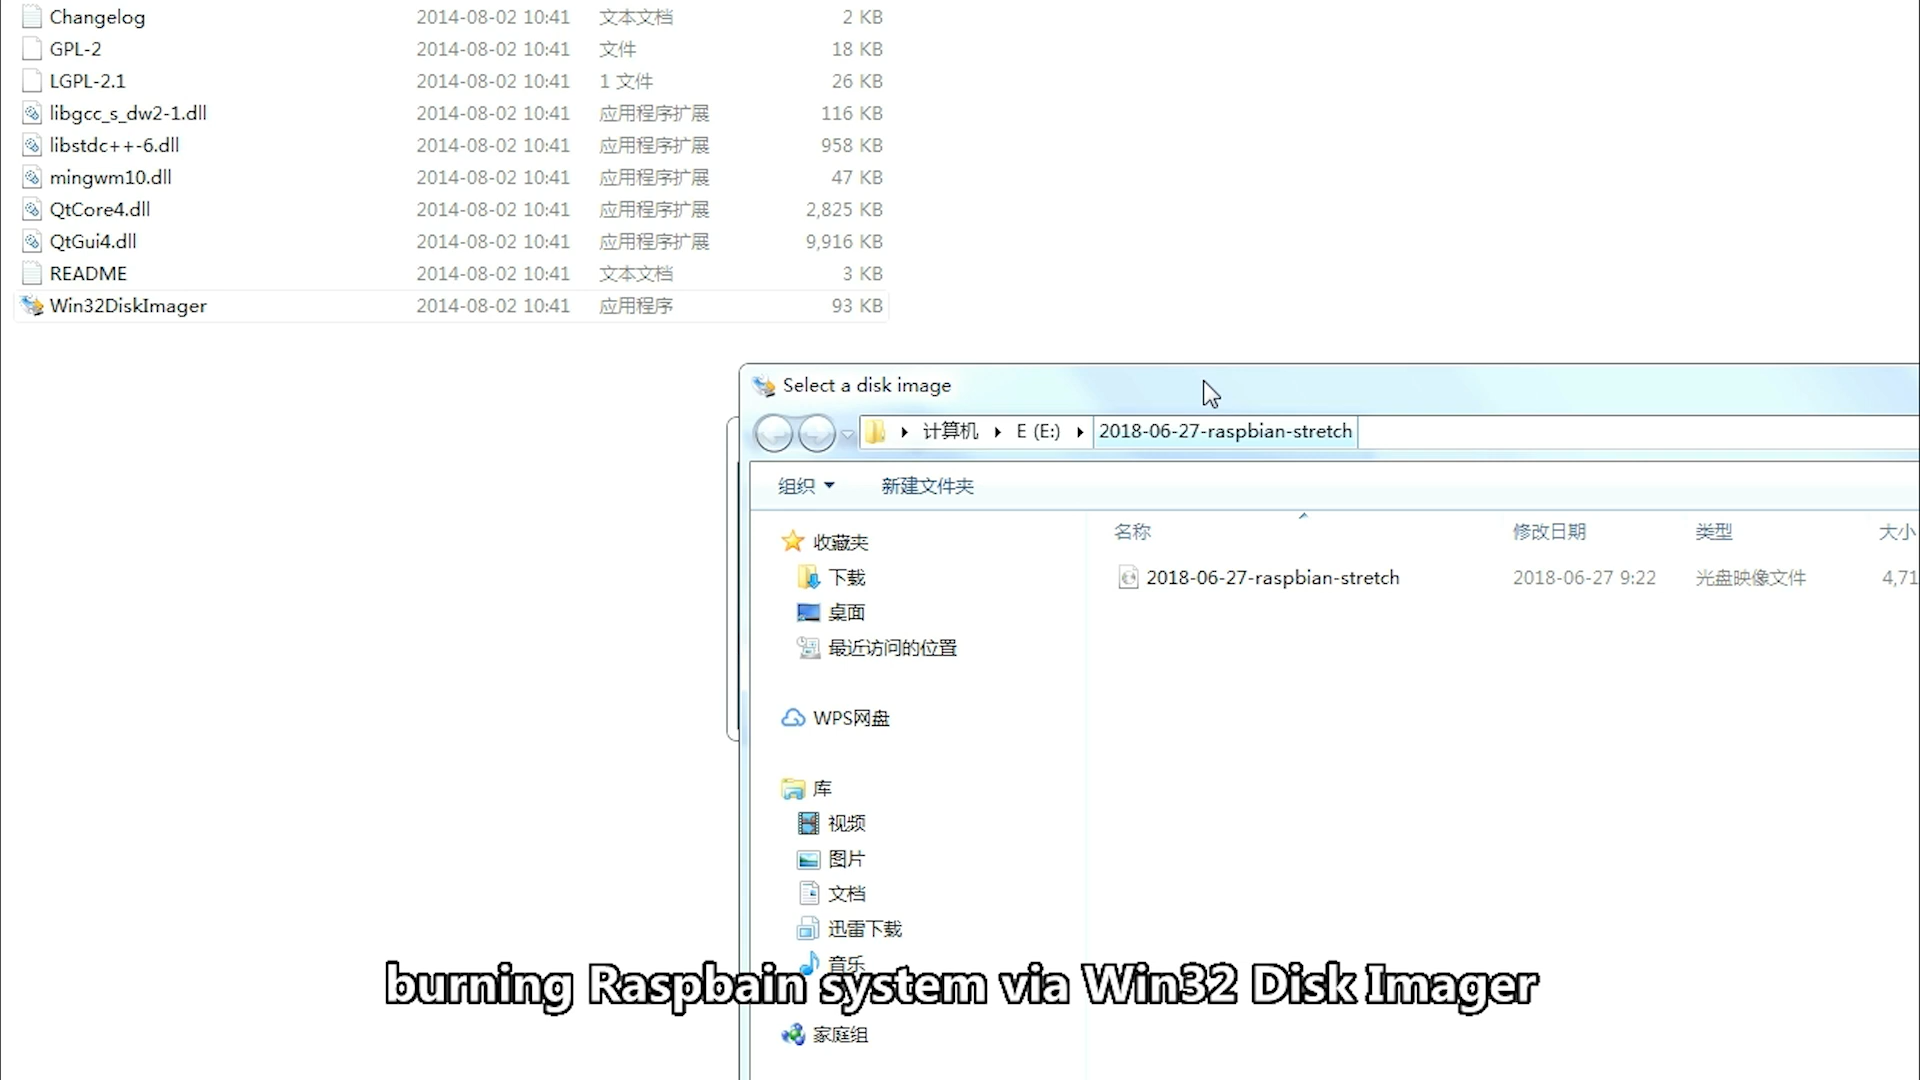 Changelog 2014-08-02 10:41 文本文档 2 KB
GPL-2 2014-08-02 10:41 文件 18 KB
LGPL-2.1 2014-08-02 10:41 1 文件 26 KB
libgcc_s_dw2-1.dll 2014-08-02 10:41 应用程序扩展 116 KB
libstdc++-6.dll 2014-08-02 10:41 应用程序扩展 958 KB
mingwm10.dll 2014-08-02 10:41 应用程序扩展 47 KB
QtCore4.dll 2014-08-02 10:41 应用程序扩展 2,825 KB
QtGui4.dll 2014-08-02 10:41 应用程序扩展 9,916 KB
README 2014-08-02 10:41 文本文档 3 KB
Win32DiskImager 2014-08-02 10:41 应用程序 93 KB
Select a disk image
计算机 E (E:) 2018-06-27-raspbian-stretch
组织 新建文件夹
名称 修改日期 类型 大小
2018-06-27-raspbian-stretch 2018-06-27 9:22 光盘映像文件 4,71
收藏夹
下载
桌面
最近访问的位置
WPS网盘
库
视频
图片
文档
迅雷下载
音乐
burning Raspbain system via Win32 Disk Imager
家庭组